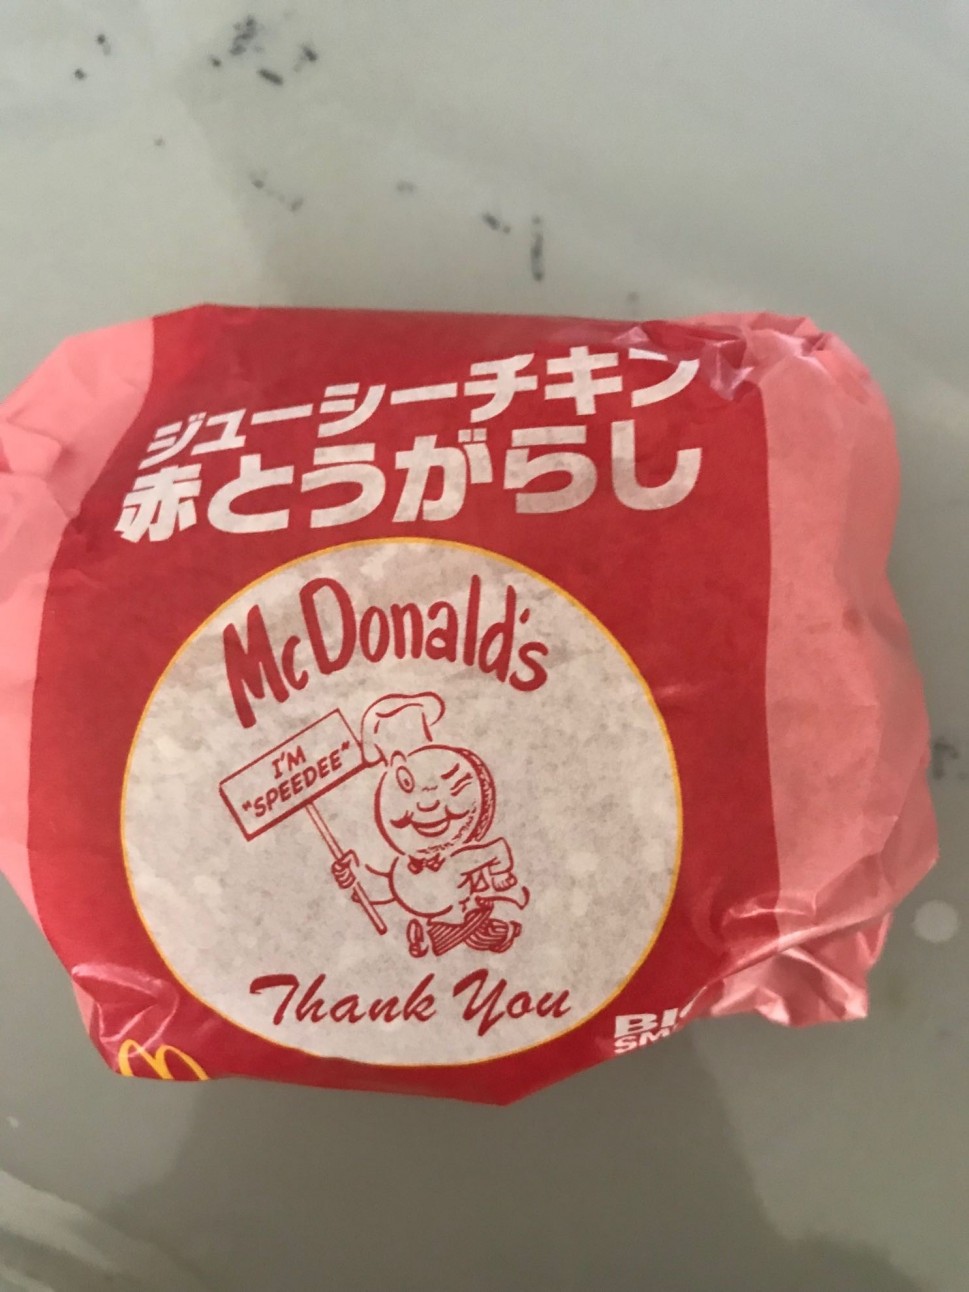 ジューシーチキン
赤とうがらし
McDonald's
I'M
"SPEEDEE"
Thank You